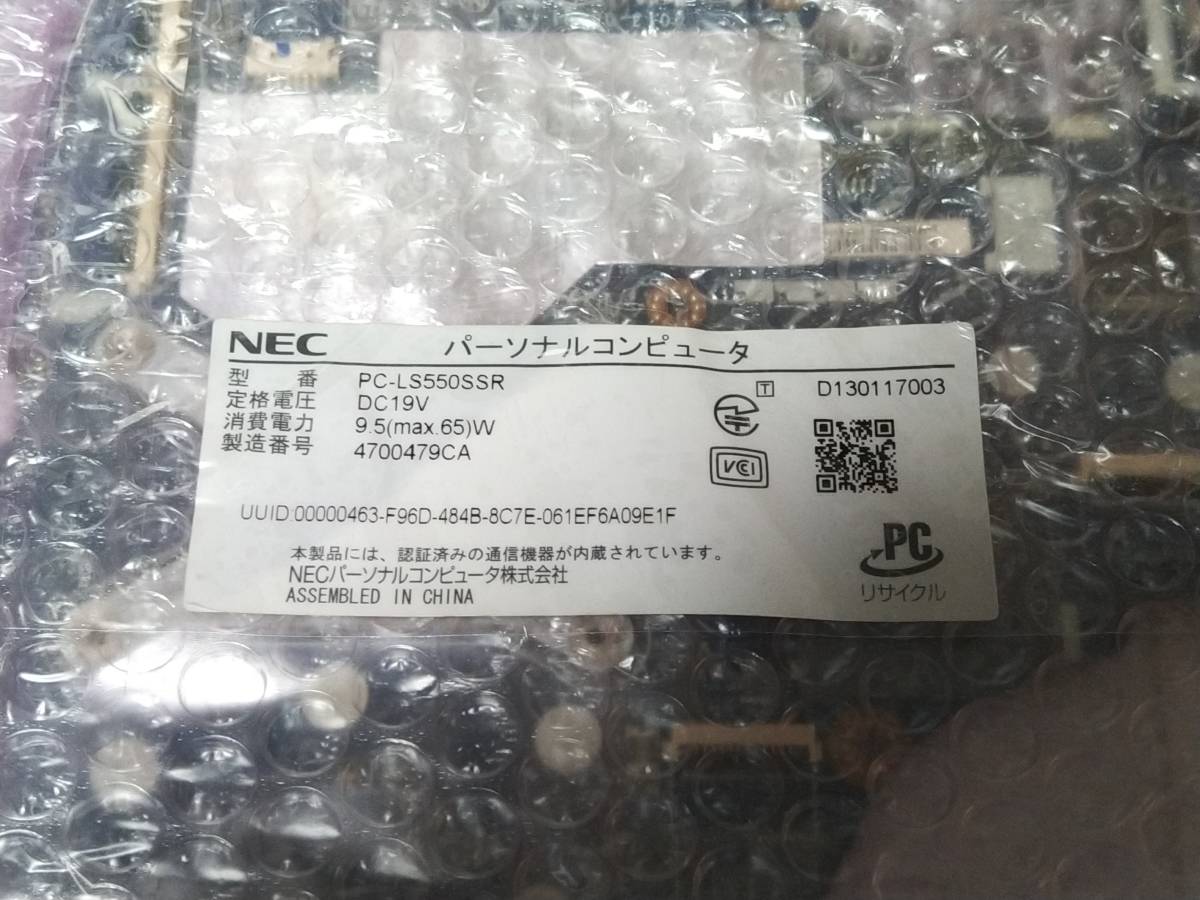 NEC パーソナルコンピュータ
型 番 PC-LS550SSR
定格電圧 DC19V
消費電力 9.5(max.65)W
製造番号 4700479CA
T
D130117003
VCCI
UUID:00000463-F96D-484B-8C7E-061EF6A09E1F
本製品には、認証済みの通信機器が内蔵されています。
NECパーソナルコンピュータ株式会社
ASSEMBLED IN CHINA
PC
リサイクル